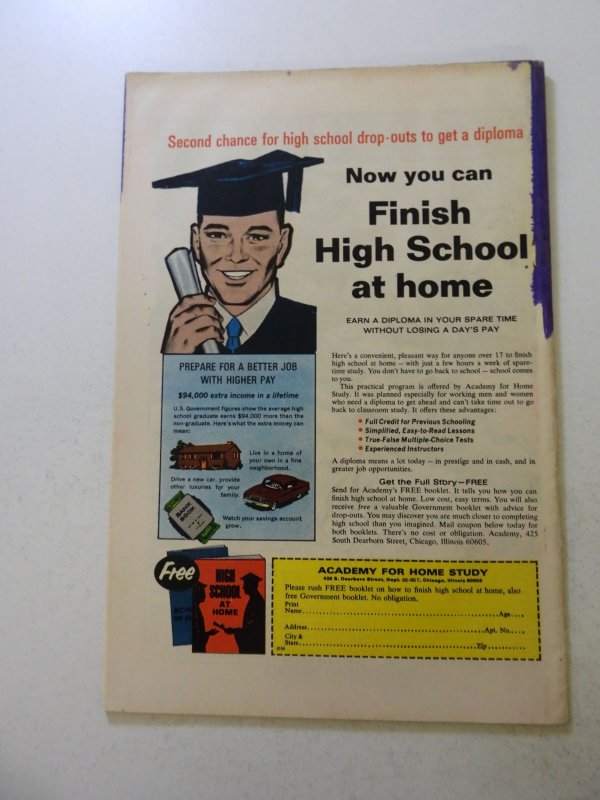 Second chance for high school drop-outs to get a diploma
Now you can
Finish
High School
at home
EARN A DIPLOMA IN YOUR SPARE TIME
WITHOUT LOSING A DAY'S PAY
PREPARE FOR A BETTER JOB
WITH HIGHER PAY
$94,000 extra income in a lifetime
U.S. Government figures show the average high
school graduate earns $94,000 more than the
non-graduate. Here's what the extra money can
mean:
Live in a home of
your own in a fine
neighborhood.
Drive a new car, provide
other luxuries for your
family.
BANK
BOOK
Watch your savings account
grow.
Here's a convenient, pleasant way for anyone over 17 to finish
high school at home — with just a few hours a week of spare-
time study. You don't have to go back to school — school comes
to you.
This practical program is offered by Academy for Home
Study. It was planned especially for working men and women
who need a diploma to get ahead and can't take time out to go
back to classroom study. It offers these advantages:
• Full Credit for Previous Schooling
• Simplified, Easy-to-Read Lessons
• True-False Multiple-Choice Tests
• Experienced Instructors
A diploma means a lot today — in prestige and in cash, and in
greater job opportunities.
Get the Full Story—FREE
Send for Academy's FREE booklet. It tells you how you can
finish high school at home. Low cost, easy terms. You will also
receive free a valuable Government booklet with advice for
drop-outs. You may discover you are much closer to completing
high school than you imagined. Mail coupon below today for
both booklets. There's no cost or obligation. Academy, 425
South Dearborn Street, Chicago, Illinois 60605.
Free
HIGH
SCHOOL
AT
HOME
ACADEMY FOR HOME STUDY
425 S. Dearborn Street, Dept. Chicago, Illinois 60605
Please rush FREE booklet on how to finish high school at home, also
free Government booklet. No obligation.
Print
Name Age
Address Apt. No.
City &
State Zip